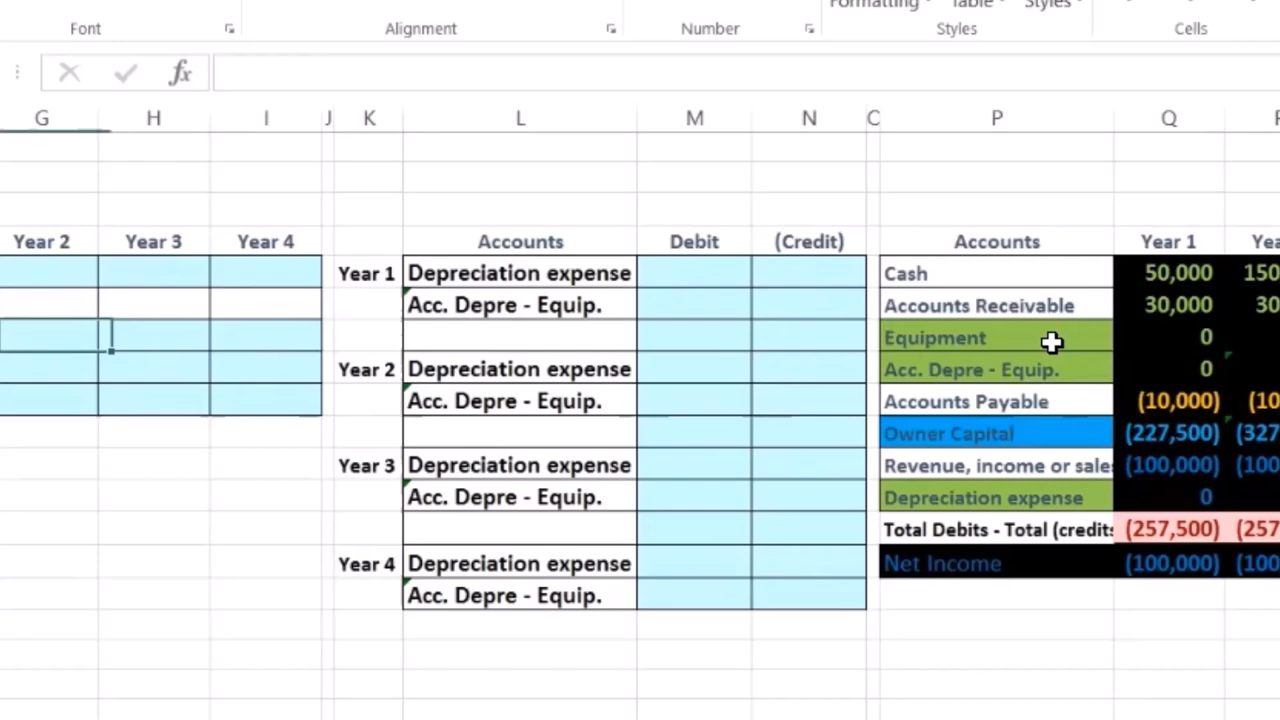 Formatting Table Styles
Font Alignment Number Styles Cells
fx
G H I J K L M N C P Q
Year 2 Year 3 Year 4 Accounts Debit (Credit) Accounts Year 1
Year 1 Depreciation expense Cash 50,000 150
Acc. Depre - Equip. Accounts Receivable 30,000 30
Equipment 0
Year 2 Depreciation expense Acc. Depre - Equip. 0
Acc. Depre - Equip. Accounts Payable (10,000) (10
Owner Capital (227,500) (327
Year 3 Depreciation expense Revenue, income or sale (100,000) (100
Acc. Depre - Equip. Depreciation expense 0
Total Debits - Total (credits (257,500) (257
Year 4 Depreciation expense Net Income (100,000) (100
Acc. Depre - Equip.